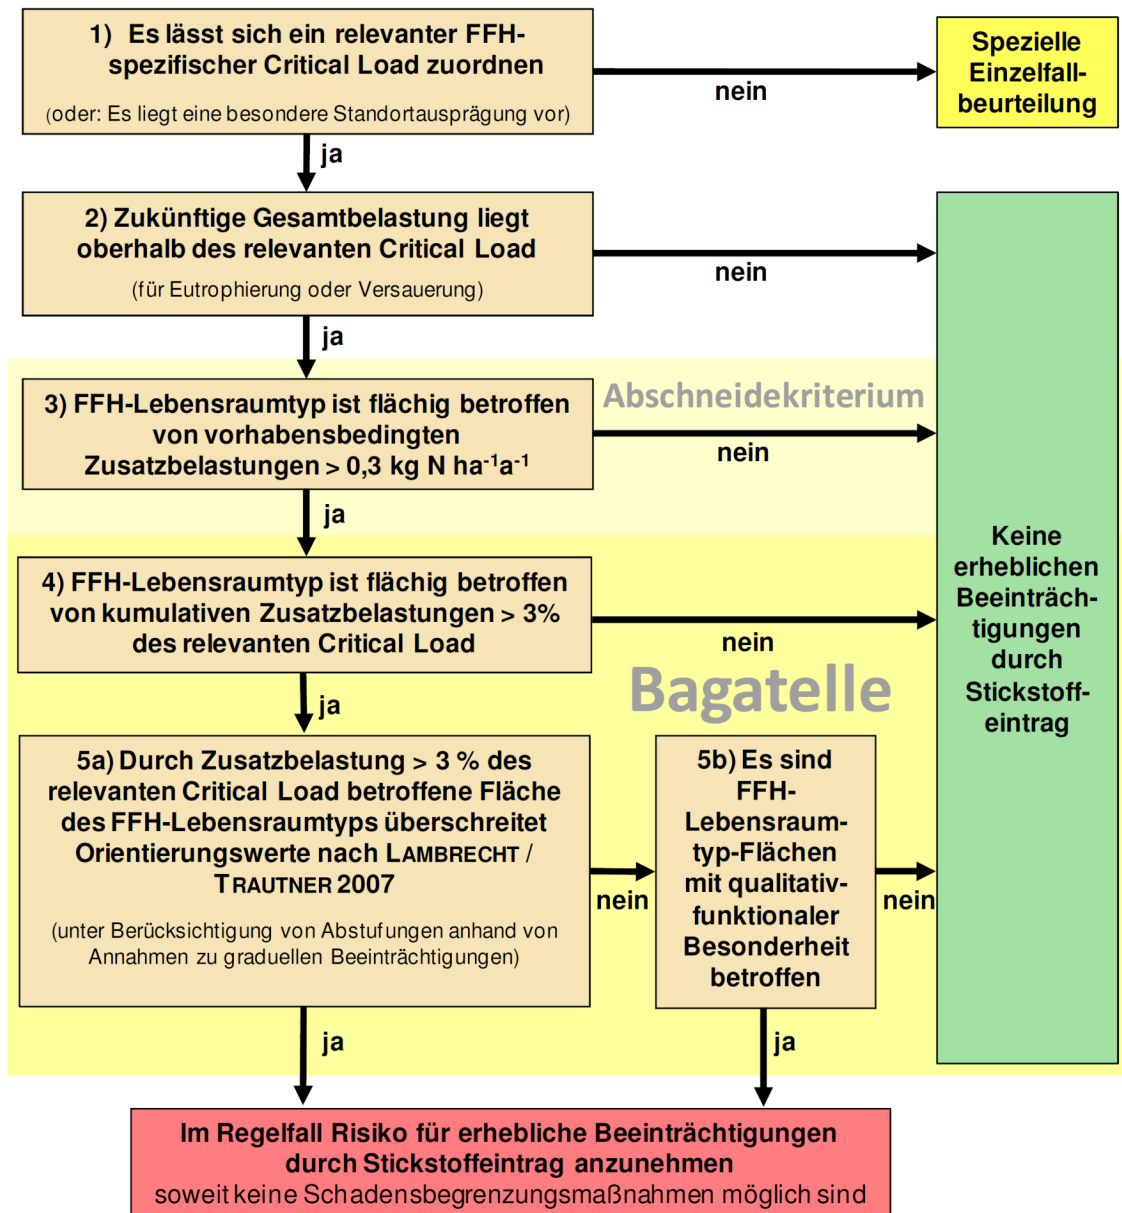 1) Es lässt sich ein relevanter FFH-
spezifischer Critical Load zuordnen
(oder: Es liegt eine besondere Standortausprägung vor)
nein
Spezielle
Einzelfall-
beurteilung
ja
2) Zukünftige Gesamtbelastung liegt
oberhalb des relevanten Critical Load
(für Eutrophierung oder Versauerung)
nein
ja
Abschneidekriterium
3) FFH-Lebensraumtyp ist flächig betroffen
von vorhabensbedingten
Zusatzbelastungen > 0,3 kg N ha⁻¹a⁻¹
nein
ja
4) FFH-Lebensraumtyp ist flächig betroffen
von kumulativen Zusatzbelastungen > 3%
des relevanten Critical Load
nein
Bagatelle
ja
5a) Durch Zusatzbelastung > 3 % des
relevanten Critical Load betroffene Fläche
des FFH-Lebensraumtyps überschreitet
Orientierungswerte nach LAMBRECHT /
TRAUTNER 2007
(unter Berücksichtigung von Abstufungen anhand von
Annahmen zu graduellen Beeinträchtigungen)
nein
5b) Es sind
FFH-
Lebensraum-
typ-Flächen
mit qualitativ-
funktionaler
Besonderheit
betroffen
nein
Keine
erheblichen
Beeinträch-
tigungen
durch
Stickstoff-
eintrag
ja
ja
Im Regelfall Risiko für erhebliche Beeinträchtigungen
durch Stickstoffeintrag anzunehmen
soweit keine Schadensbegrenzungsmaßnahmen möglich sind